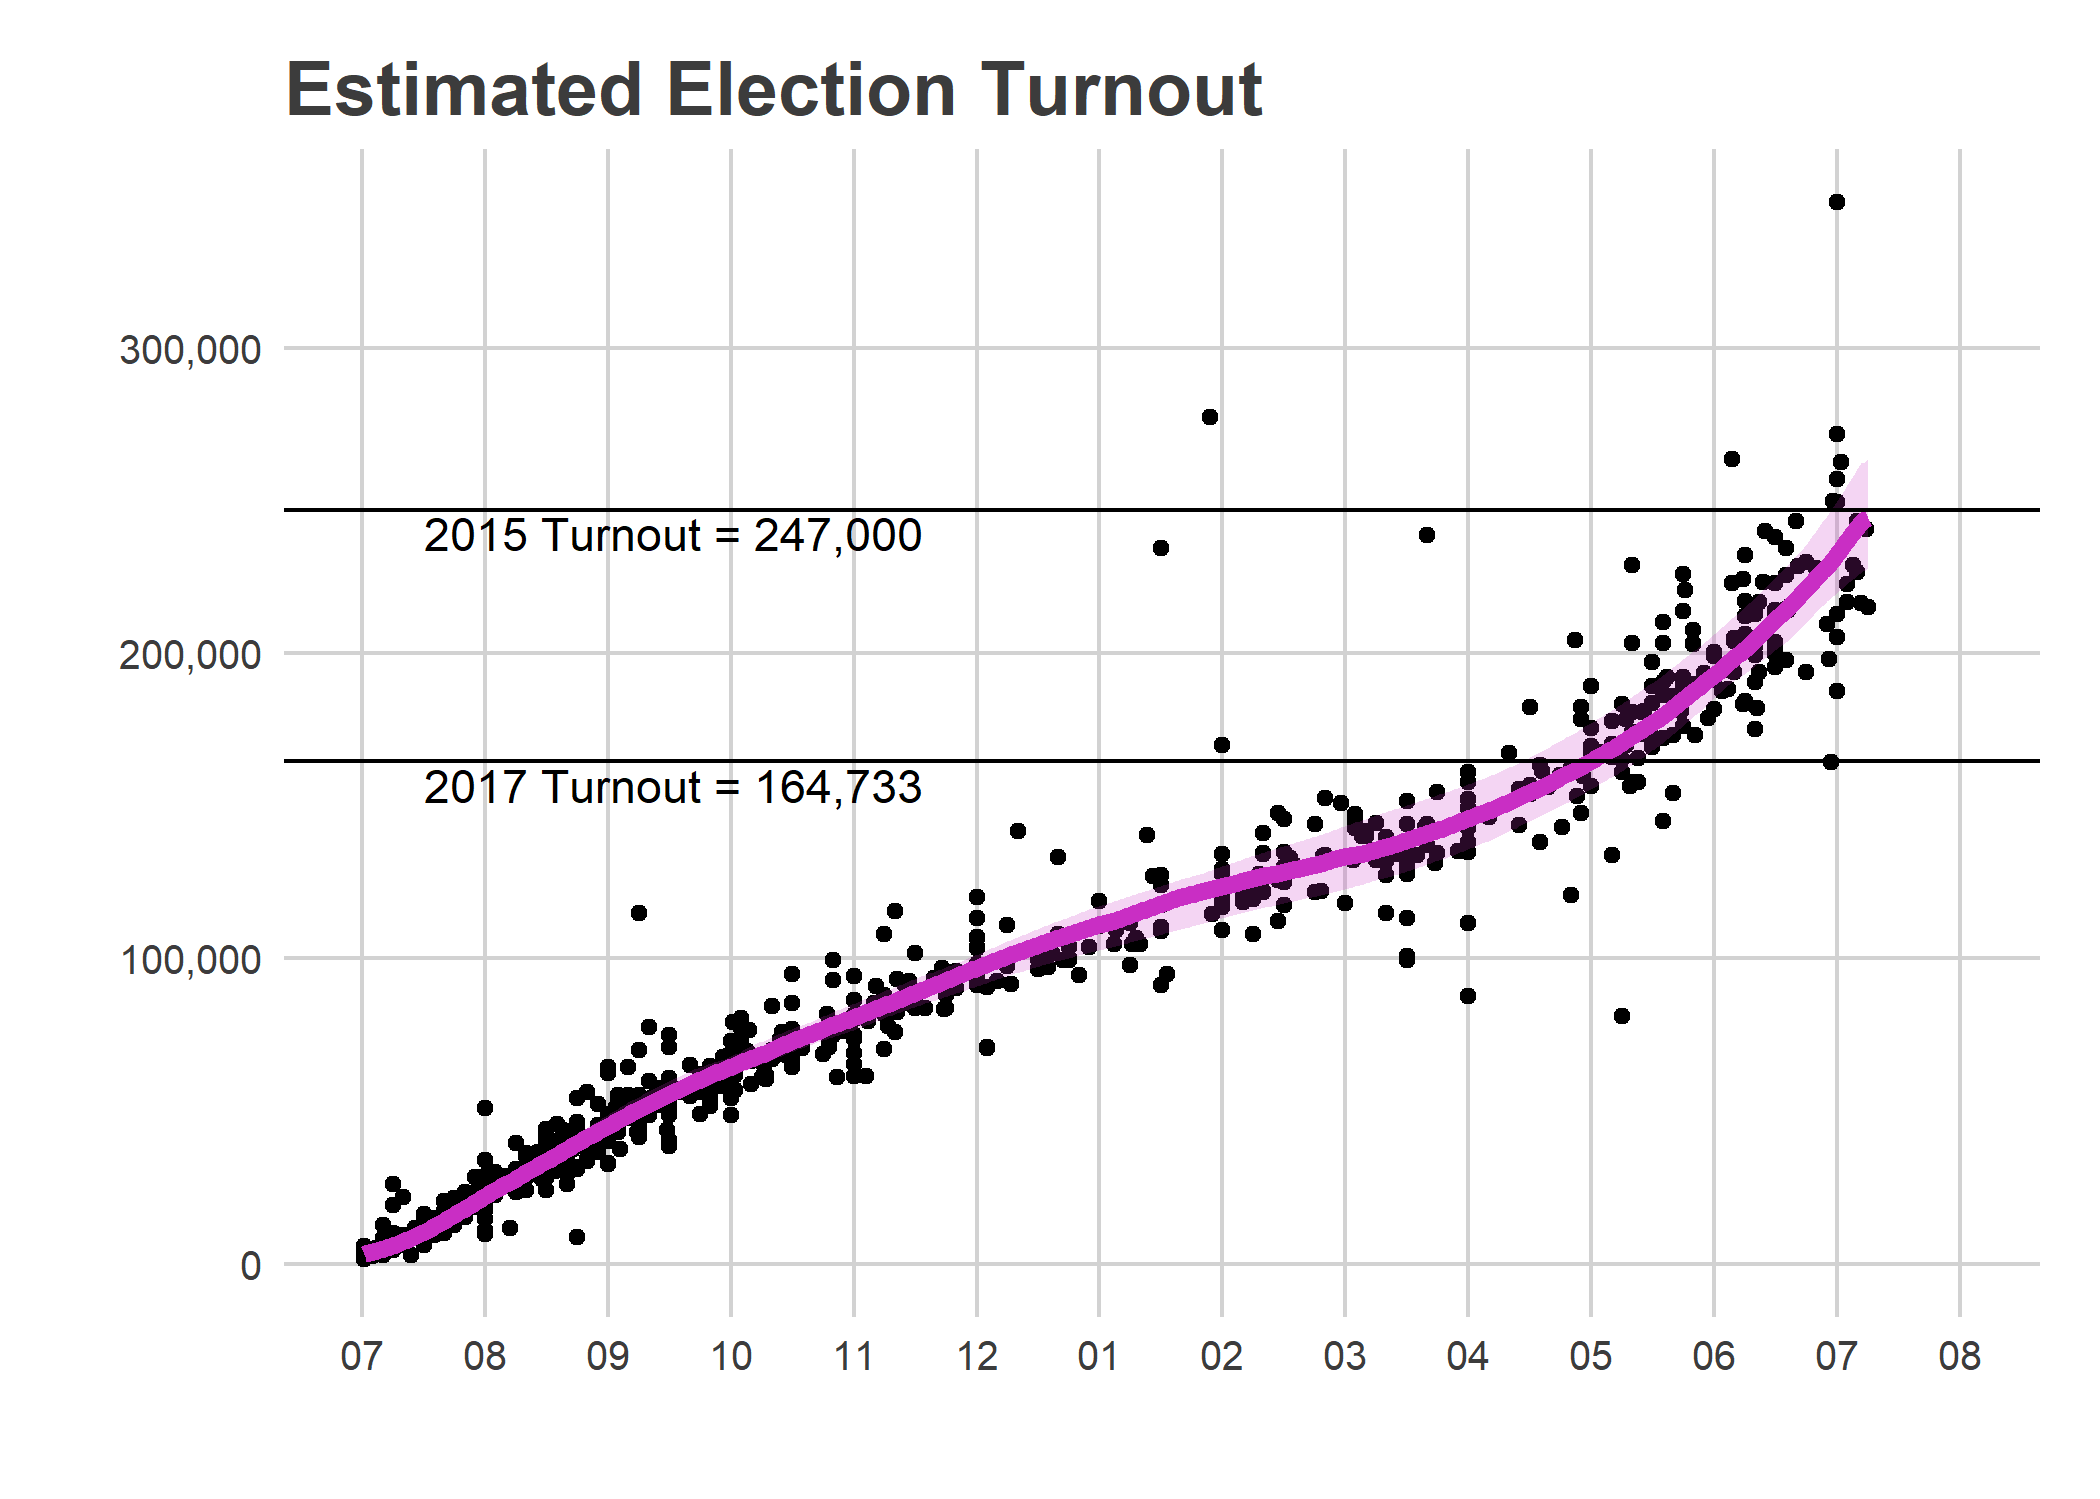 Estimated Election Turnout
300,000
2015 Turnout = 247,000
200,000
2017 Turnout = 164,733
100,000
0
07 08 09 10 11 12 01 02 03 04 05 06 07 08